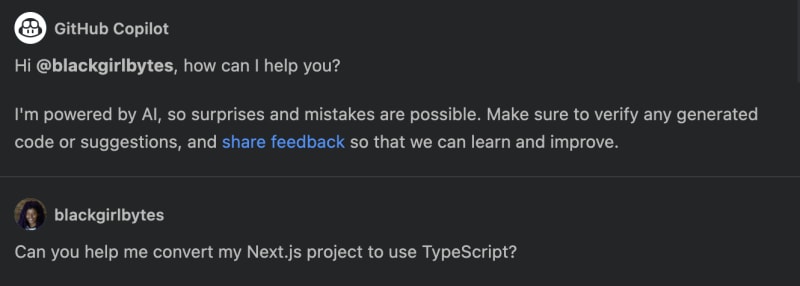 GitHub Copilot
Hi @blackgirlbytes, how can I help you?
I'm powered by AI, so surprises and mistakes are possible. Make sure to verify any generated
code or suggestions, and share feedback so that we can learn and improve.
blackgirlbytes
Can you help me convert my Next.js project to use TypeScript?